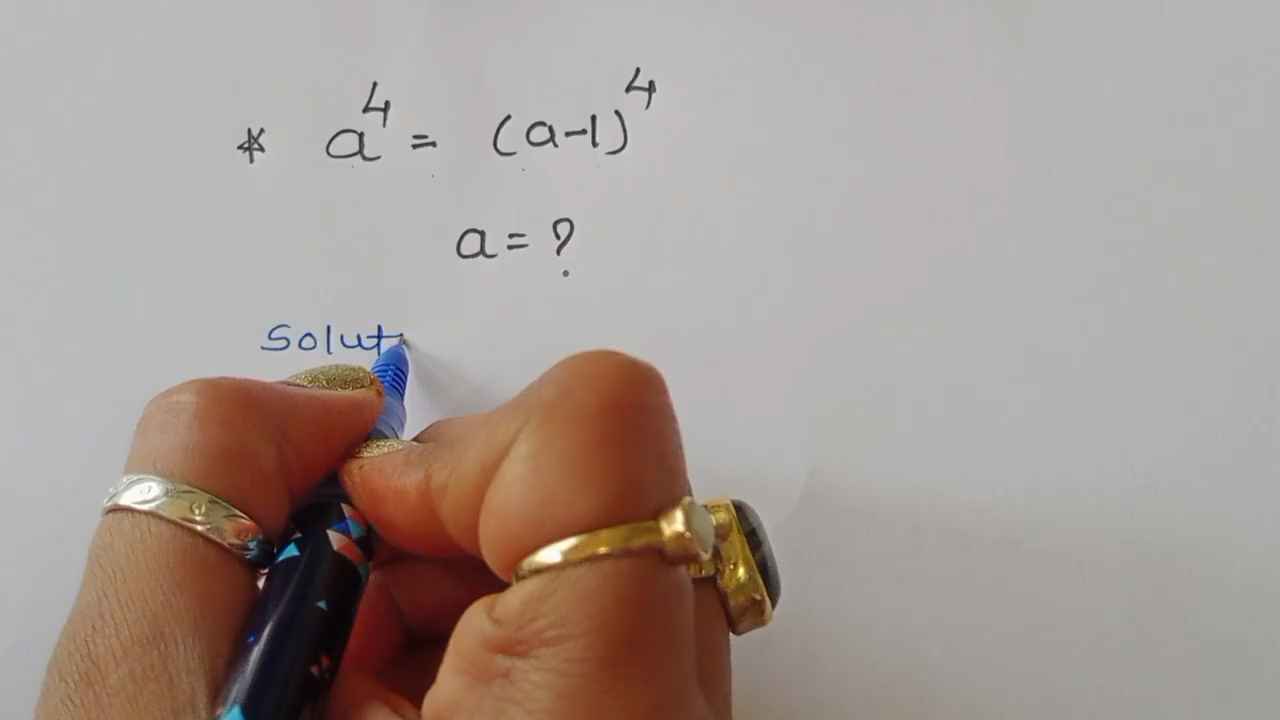 * a⁴ = (a-1)⁴
a = ?
Solut